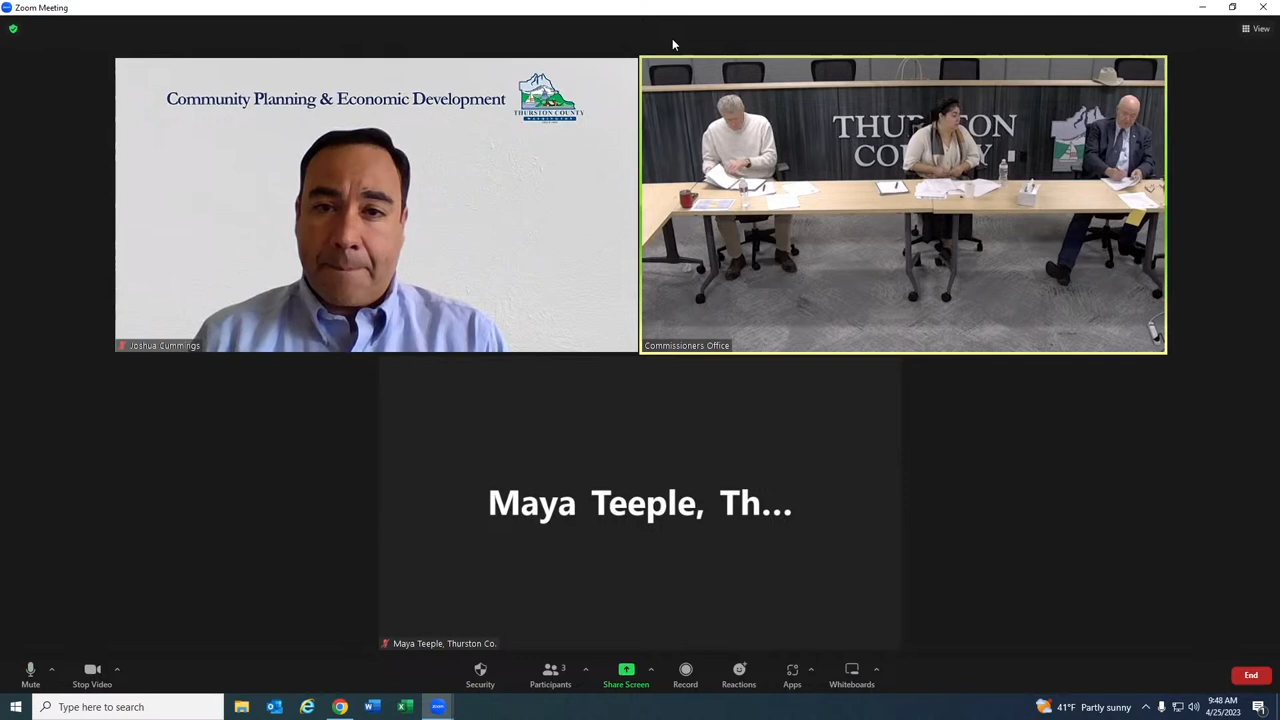 Zoom Meeting
View
Community Planning & Economic Development
THURSTON COUNTY
WASHINGTON
THURSTON
COUNTY
Joshua Cummings
Commissioners Office
Maya Teeple, Th...
Maya Teeple, Thurston Co.
Mute
Stop Video
Security
Participants
3
Share Screen
Record
Reactions
Apps
Whiteboards
End
Type here to search
41°F Partly sunny
9:48 AM
4/25/2023